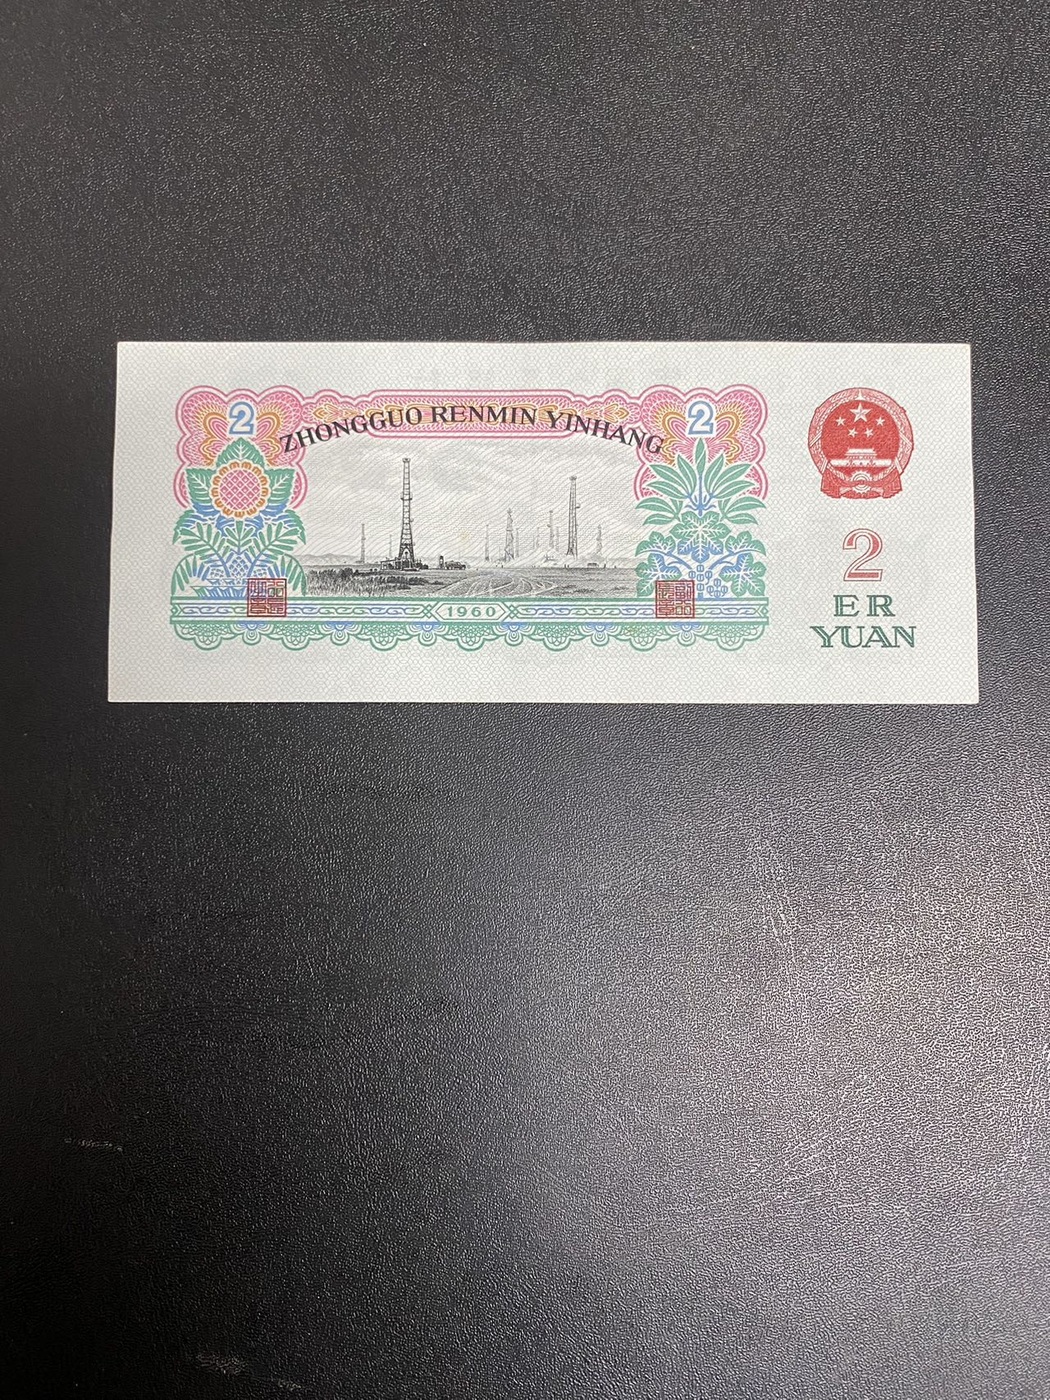 2
ZHONGGUO RENMIN YINHANG
2
1960
2
ER
YUAN